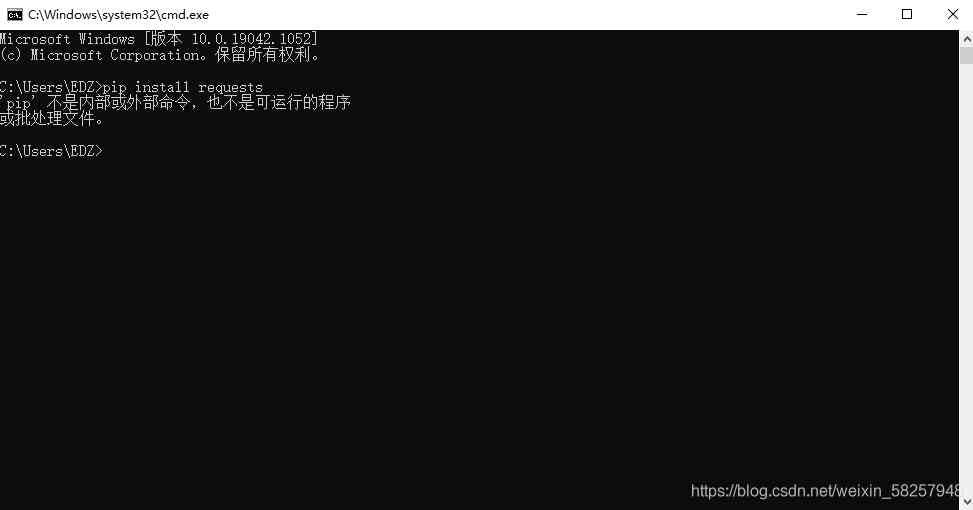 C:\Windows\system32\cmd.exe
Microsoft Windows [版本 10.0.19042.1052]
(c) Microsoft Corporation。保留所有权利。
C:\Users\EDZ>pip install requests
'pip' 不是内部或外部命令，也不是可运行的程序
或批处理文件。
C:\Users\EDZ>
https://blog.csdn.net/weixin_58257948